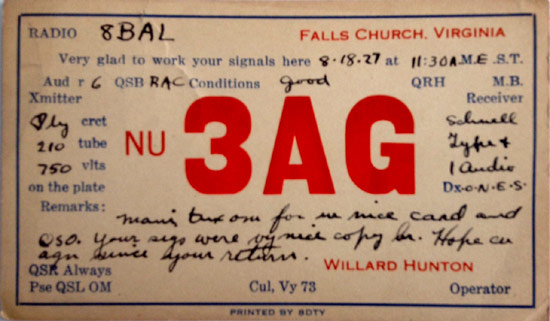 RADIO 8BAL FALLS CHURCH, VIRGINIA
Very glad to work your signals here 8-18-27 at 11:30A.M.E.S.T.
Aud r 6 QSB RAC Conditions good QRH M.B.
Xmitter Receiver
Ply crct Schnell
210 tube Type &
750 vlts 1 Audio
on the plate Dx-O-N-E-S-
NU 3AG
Remarks: Mani tux om for ur nice card and
QSO. Your sigs were vy nice copy hr. Hope cu
agn since your return.
QSR Always WILLARD HUNTON
Pse QSL OM Cul, Vy 73 Operator
PRINTED BY 8DTY